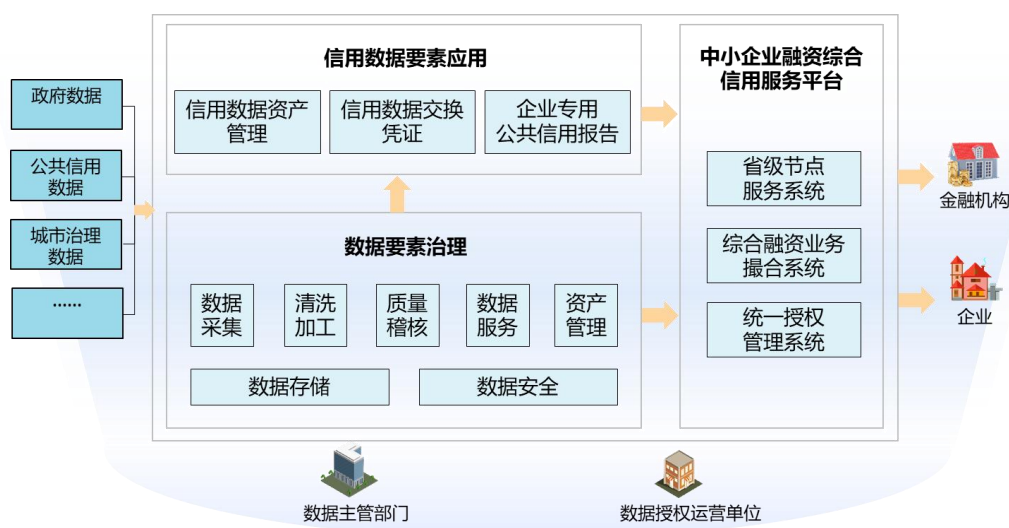 政府数据
公共信用
数据
城市治理
数据
······
信用数据要素应用
信用数据资产
管理
信用数据交换
凭证
企业专用
公共信用报告
数据要素治理
数据
采集
清洗
加工
质量
稽核
数据
服务
资产
管理
数据存储
数据安全
中小企业融资综合
信用服务平台
省级节点
服务系统
综合融资业务
撮合系统
统一授权
管理系统
金融机构
企业
数据主管部门
数据授权运营单位